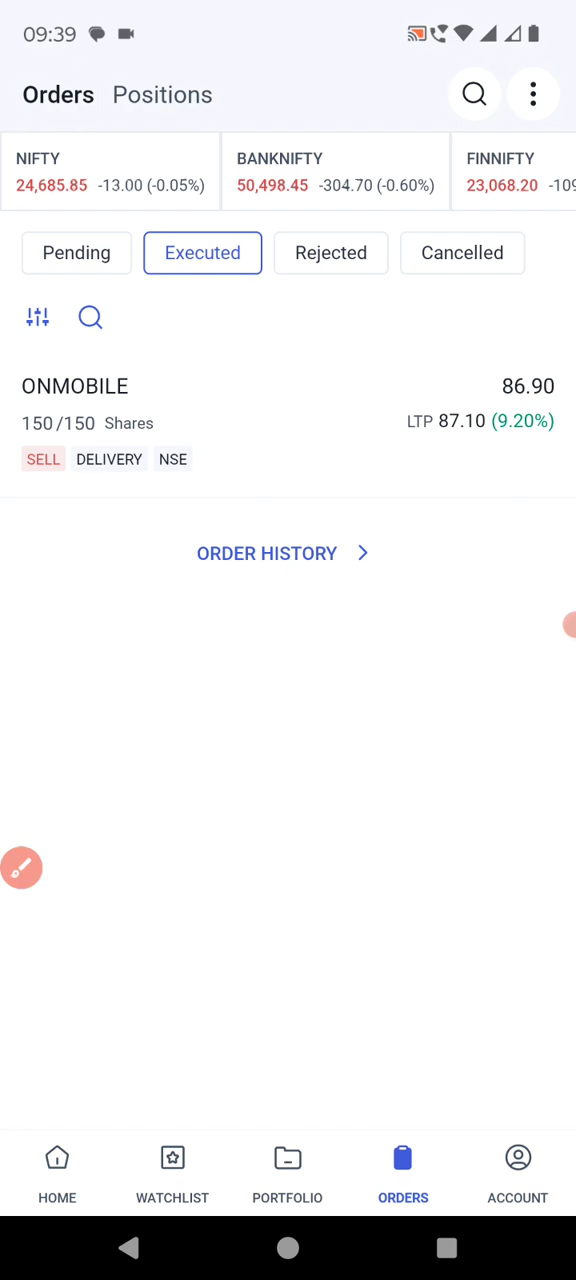 09:39
Orders Positions
NIFTY BANKNIFTY FINNIFTY
24,685.85 -13.00 (-0.05%) 50,498.45 -304.70 (-0.60%) 23,068.20 -109
Pending Executed Rejected Cancelled
ONMOBILE 86.90
150/150 Shares LTP 87.10 (9.20%)
SELL DELIVERY NSE
ORDER HISTORY
HOME WATCHLIST PORTFOLIO ORDERS ACCOUNT